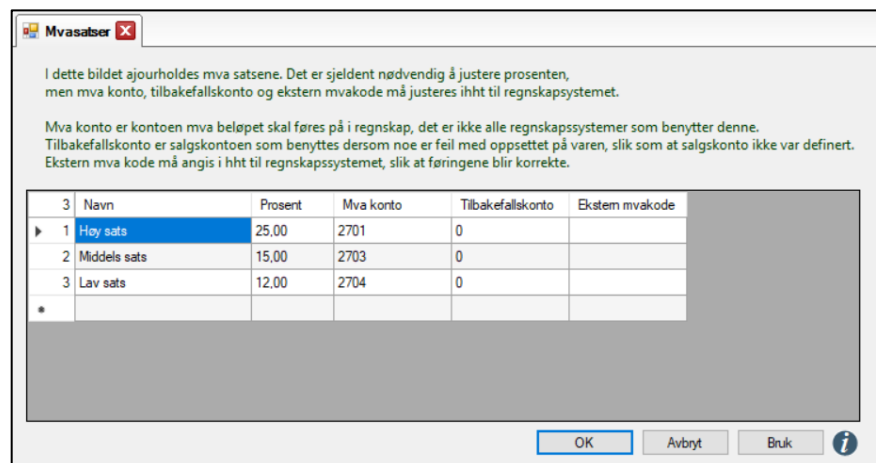 Mvasatser
I dette bildet ajourholdes mva satsene. Det er sjeldent nødvendig å justere prosenten,
men mva konto, tilbakefallskonto og ekstern mvakode må justeres ihht til regnskapsystemet.
Mva konto er kontoen mva beløpet skal føres på i regnskap, det er ikke alle regnskapssystemer som benytter denne.
Tilbakefallskonto er salgskontoen som benyttes dersom noe er feil med oppsettet på varen, slik som at salgskonto ikke var definert.
Ekstern mva kode må angis i hht til regnskapssystemet, slik at føringene blir korrekte.
3 Navn Prosent Mva konto Tilbakefallskonto Ekstern mvakode
1 Høy sats 25,00 2701 0
2 Middels sats 15,00 2703 0
3 Lav sats 12,00 2704 0
OK Avbryt Bruk